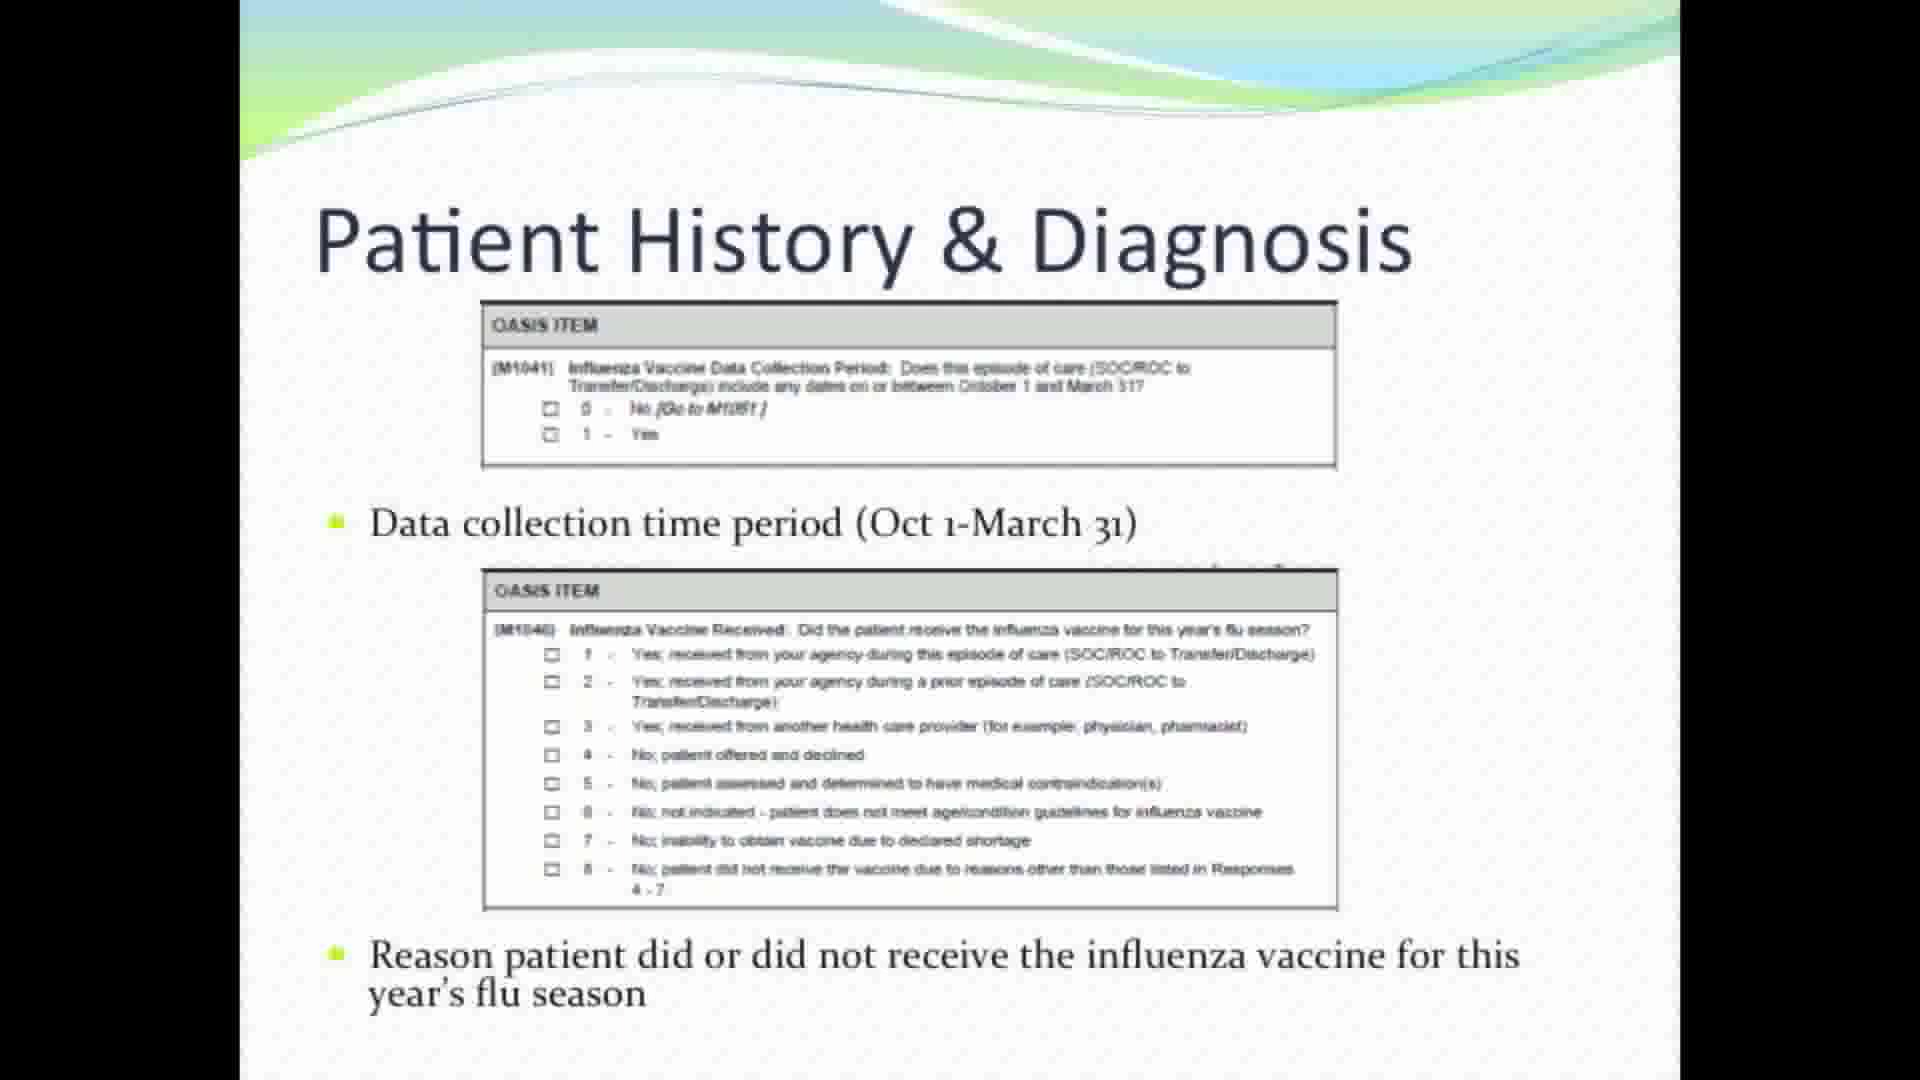 Patient History & Diagnosis
OASIS ITEM
(M1041) Influenza Vaccine Data Collection Period: Does this episode of care (SOC/ROC to
Transfer/Discharge) include any dates on or between October 1 and March 31?
0 - No [Go to M1051]
1 - Yes
Data collection time period (Oct 1-March 31)
OASIS ITEM
(M1046) Influenza Vaccine Received: Did the patient receive the influenza vaccine for this year's flu season?
1 - Yes; received from your agency during this episode of care (SOC/ROC to Transfer/Discharge)
2 - Yes; received from your agency during a prior episode of care (SOC/ROC to
Transfer/Discharge)
3 - Yes; received from another health care provider (for example: physician, pharmacist)
4 - No; patient offered and declined
5 - No; patient assessed and determined to have medical contraindication(s)
6 - No; not indicated - patient does not meet age/condition guidelines for influenza vaccine
7 - No; inability to obtain vaccine due to declared shortage
8 - No; patient did not receive the vaccine due to reasons other than those listed in Responses
4 - 7
Reason patient did or did not receive the influenza vaccine for this
year's flu season